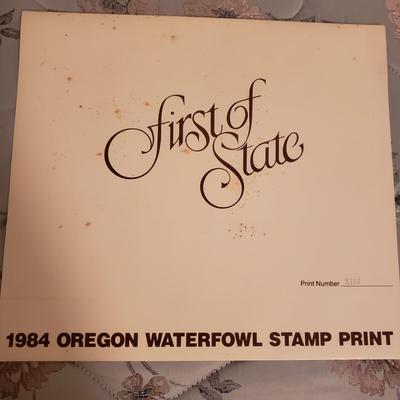 First of
State
Print Number
1984 OREGON WATERFOWL STAMP PRINT